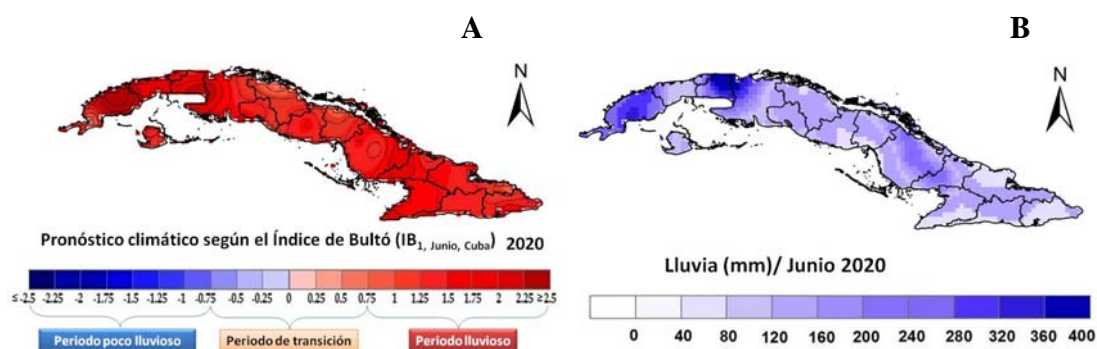 A
B
N
N
Pronóstico climático según el Índice de Bultó (IB1, Junio, Cuba) 2020
≤ -2.5 -2.25 -2 -1.75 -1.5 -1.25 -1 -0.75 -0.5 -0.25 0 0.25 0.5 0.75 1 1.25 1.5 1.75 2 2.25 ≥2.5
Periodo poco lluvioso Periodo de transición Periodo lluvioso
Lluvia (mm)/ Junio 2020
0 40 80 120 160 200 240 280 320 360 400